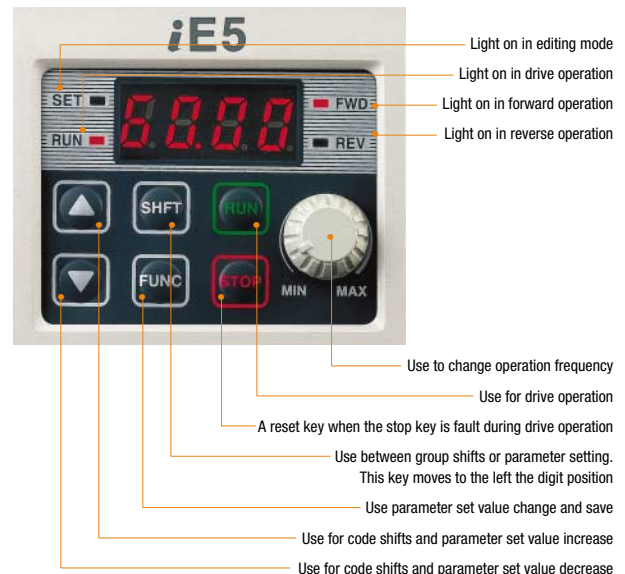 iE5
Light on in editing mode
Light on in drive operation
SET
FWD
Light on in forward operation
60.00
RUN
REV
Light on in reverse operation
SHFT
RUN
FUNC
STOP
MIN
MAX
Use to change operation frequency
Use for drive operation
A reset key when the stop key is fault during drive operation
Use between group shifts or parameter setting.
This key moves to the left the digit position
Use parameter set value change and save
Use for code shifts and parameter set value increase
Use for code shifts and parameter set value decrease